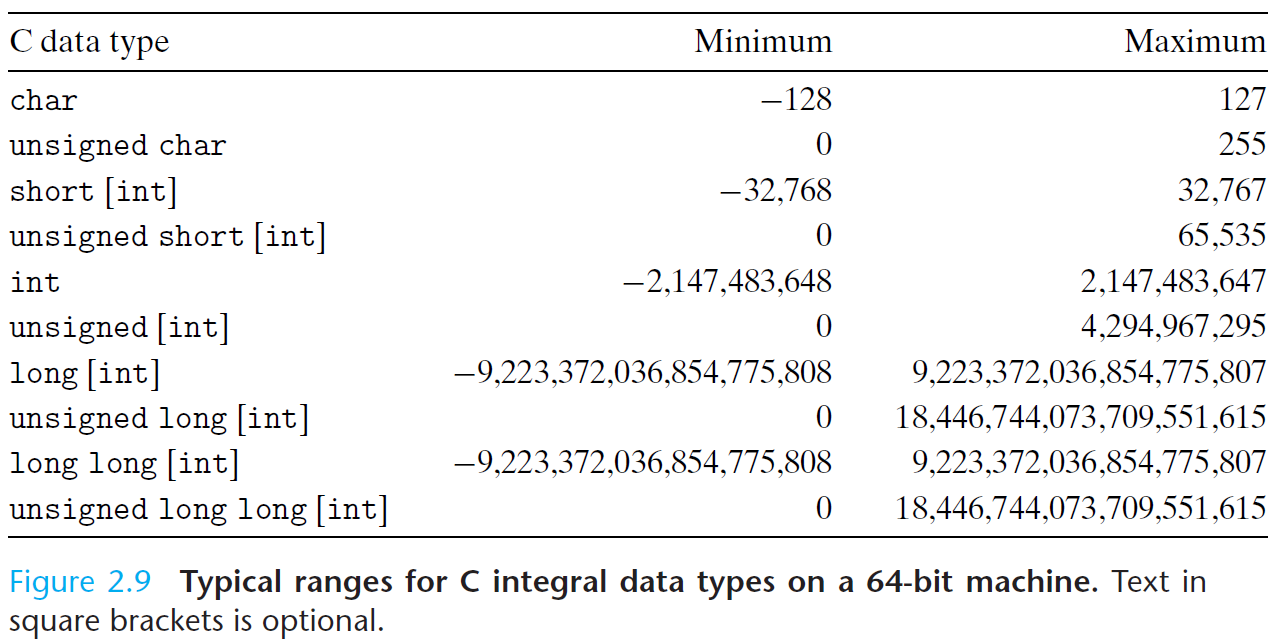 C data type Minimum Maximum
char −128 127
unsigned char 0 255
short [int] −32,768 32,767
unsigned short [int] 0 65,535
int −2,147,483,648 2,147,483,647
unsigned [int] 0 4,294,967,295
long [int] −9,223,372,036,854,775,808 9,223,372,036,854,775,807
unsigned long [int] 0 18,446,744,073,709,551,615
long long [int] −9,223,372,036,854,775,808 9,223,372,036,854,775,807
unsigned long long [int] 0 18,446,744,073,709,551,615
Figure 2.9 Typical ranges for C integral data types on a 64-bit machine. Text in
square brackets is optional.